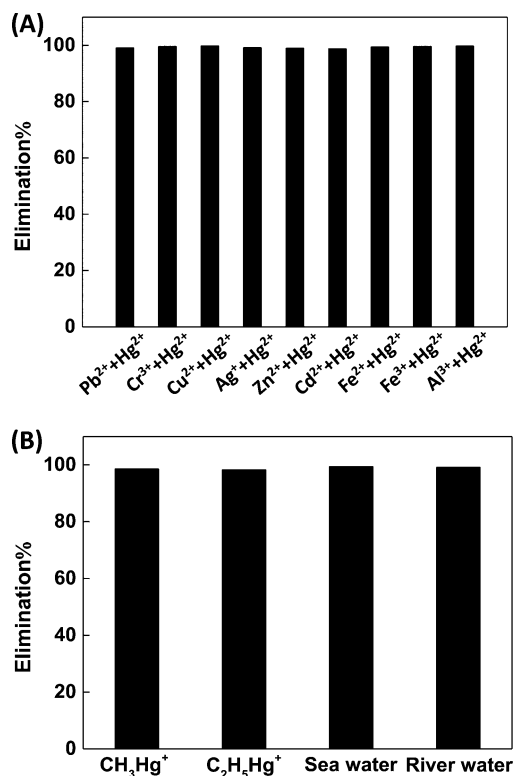 (A)
100
80
60
40
20
0
Elimination%
Pb²⁺+Hg²⁺
Cr³⁺+Hg²⁺
Cu²⁺+Hg²⁺
Ag⁺+Hg²⁺
Zn²⁺+Hg²⁺
Cd²⁺+Hg²⁺
Fe²⁺+Hg²⁺
Fe³⁺+Hg²⁺
Al³⁺+Hg²⁺
(B)
100
80
60
40
20
0
Elimination%
CH₃Hg⁺ C₂H₅Hg⁺ Sea water River water